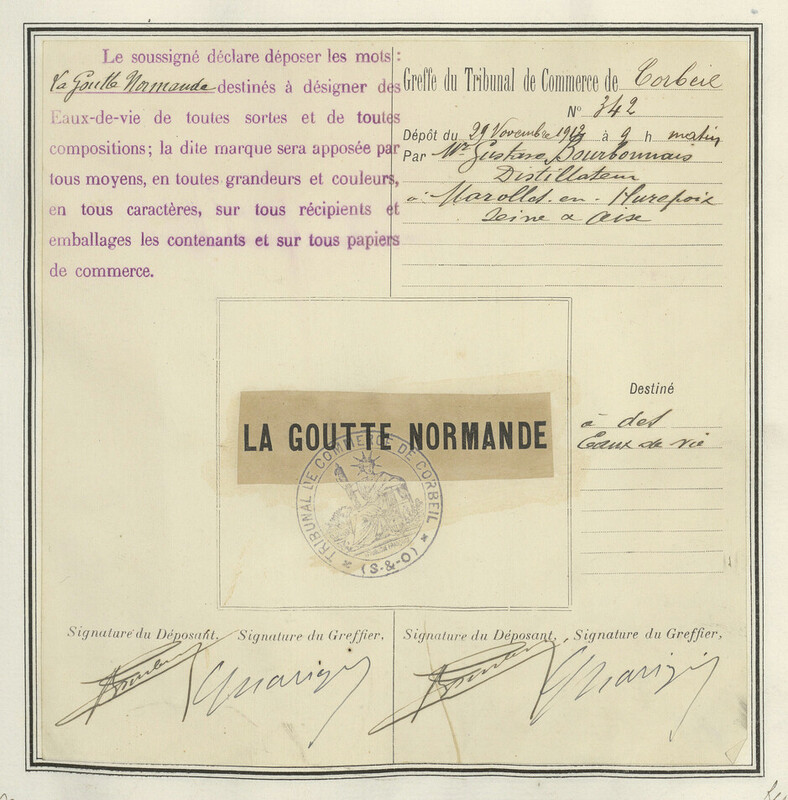 Le soussigné déclare déposer les mots:
La Goutte Normande destinés à désigner des
Eaux-de-vie de toutes sortes et de toutes
compositions; la dite marque sera apposée par
tous moyens, en toutes grandeurs et couleurs,
en tous caractères, sur tous récipients et
emballages les contenants et sur tous papiers
de commerce.
Greffe du Tribunal de Commerce de Corbeil
N° 342
Dépôt du 29 Novembre 1912 à 9 h matin
Par Mr Gustave Bourbonnais
Distillateur
à Marolles-en-Hurepoix
Seine & Oise
Destiné
à des
Eaux de vie
LA GOUTTE NORMANDE
TRIBUNAL DE COMMERCE DE CORBEIL
(S-&-O)
Signature du Déposant, Signature du Greffier,
Signature du Déposant, Signature du Greffier,